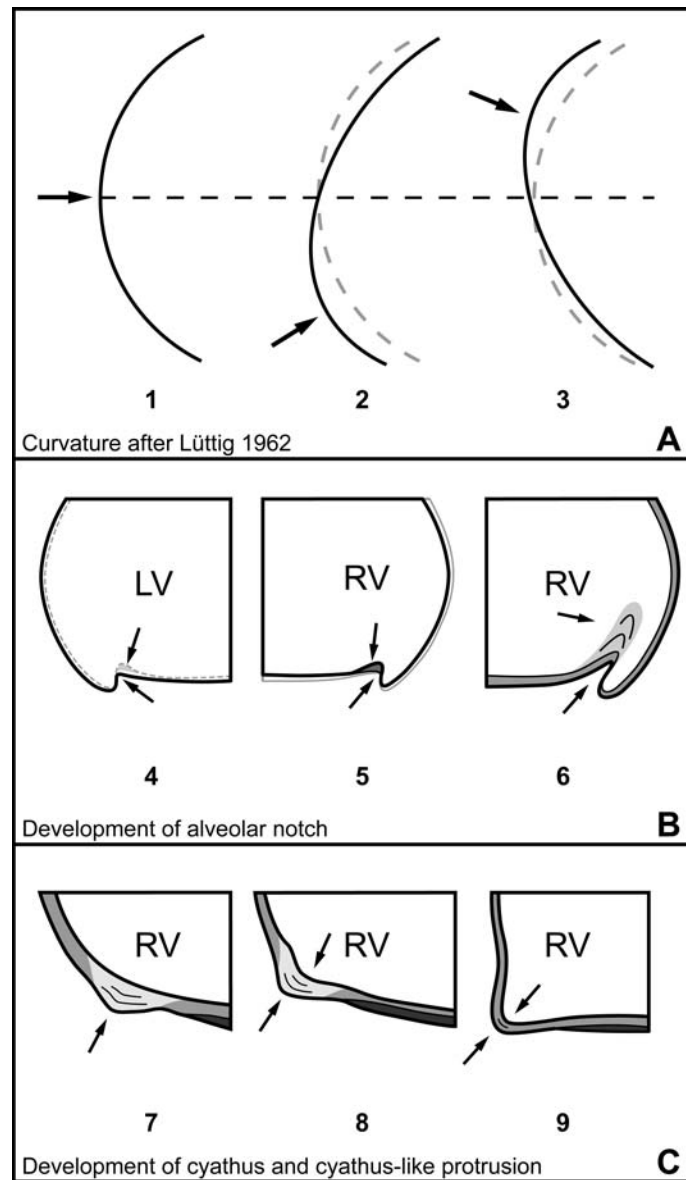 1 2 3
Curvature after Lüttig 1962 A
LV RV RV
4 5 6
Development of alveolar notch B
RV RV RV
7 8 9
Development of cyathus and cyathus-like protrusion C